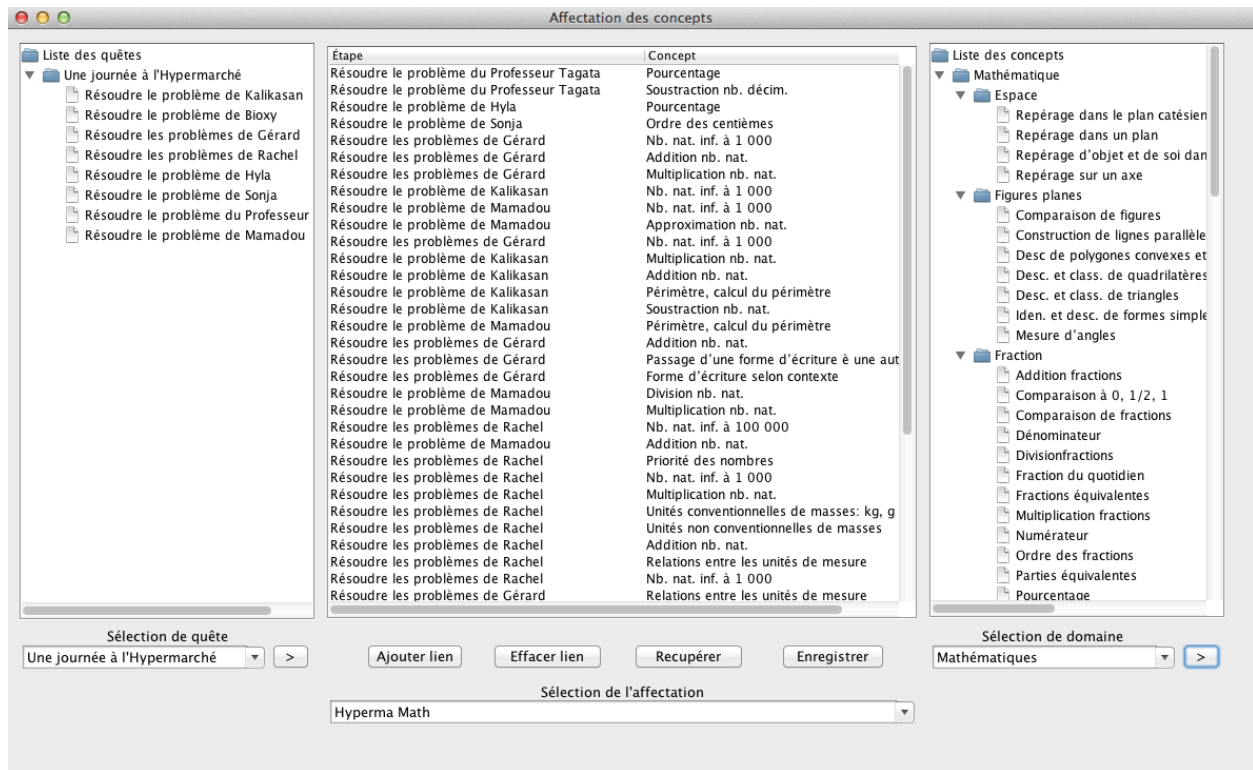 Affectation des concepts
Liste des quêtes
Une journée à l'Hypermarché
Résoudre le problème de Kalikasan
Résoudre le problème de Bioxy
Résoudre les problèmes de Gérard
Résoudre les problèmes de Rachel
Résoudre le problème de Hyla
Résoudre le problème de Sonja
Résoudre le problème du Professeur
Résoudre le problème de Mamadou
Étape Concept
Résoudre le problème du Professeur Tagata Pourcentage
Résoudre le problème du Professeur Tagata Soustraction nb. décim.
Résoudre le problème de Hyla Pourcentage
Résoudre le problème de Sonja Ordre des centièmes
Résoudre les problèmes de Gérard Nb. nat. inf. à 1 000
Résoudre les problèmes de Gérard Addition nb. nat.
Résoudre les problèmes de Gérard Multiplication nb. nat.
Résoudre le problème de Kalikasan Nb. nat. inf. à 1 000
Résoudre le problème de Mamadou Nb. nat. inf. à 1 000
Résoudre le problème de Mamadou Approximation nb. nat.
Résoudre les problèmes de Gérard Nb. nat. inf. à 1 000
Résoudre le problème de Kalikasan Multiplication nb. nat.
Résoudre le problème de Kalikasan Addition nb. nat.
Résoudre le problème de Kalikasan Périmètre, calcul du périmètre
Résoudre le problème de Kalikasan Soustraction nb. nat.
Résoudre le problème de Mamadou Périmètre, calcul du périmètre
Résoudre les problèmes de Gérard Addition nb. nat.
Résoudre les problèmes de Gérard Passage d'une forme d'écriture è une aut
Résoudre les problèmes de Gérard Forme d'écriture selon contexte
Résoudre le problème de Mamadou Division nb. nat.
Résoudre le problème de Mamadou Multiplication nb. nat.
Résoudre les problèmes de Rachel Nb. nat. inf. à 100 000
Résoudre le problème de Mamadou Addition nb. nat.
Résoudre les problèmes de Rachel Priorité des nombres
Résoudre les problèmes de Rachel Nb. nat. inf. à 1 000
Résoudre les problèmes de Rachel Multiplication nb. nat.
Résoudre les problèmes de Rachel Unités conventionnelles de masses: kg, g
Résoudre les problèmes de Rachel Unités non conventionnelles de masses
Résoudre les problèmes de Rachel Addition nb. nat.
Résoudre les problèmes de Rachel Relations entre les unités de mesure
Résoudre les problèmes de Rachel Nb. nat. inf. à 1 000
Résoudre les problèmes de Gérard Relations entre les unités de mesure
Liste des concepts
Mathématique
Espace
Repérage dans le plan catésien
Repérage dans un plan
Repérage d'objet et de soi dan
Repérage sur un axe
Figures planes
Comparaison de figures
Construction de lignes parallèle
Desc de polygones convexes et
Desc. et class. de quadrilatères
Desc. et class. de triangles
Iden. et desc. de formes simple
Mesure d'angles
Fraction
Addition fractions
Comparaison à 0, 1/2, 1
Comparaison de fractions
Dénominateur
Divisionfractions
Fraction du quotidien
Fractions équivalentes
Multiplication fractions
Numérateur
Ordre des fractions
Parties équivalentes
Pourcentage
Sélection de quête
Une journée à l'Hypermarché >
Ajouter lien Effacer lien Recupérer Enregistrer
Sélection de domaine
Mathématiques >
Sélection de l'affectation
Hyperma Math